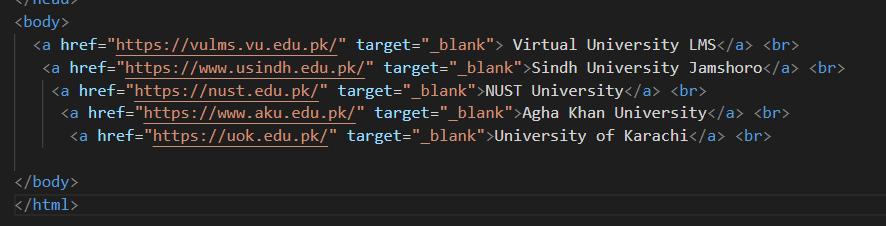 </head>
<body>
<a href="https://vulms.vu.edu.pk/" target="_blank"> Virtual University LMS</a> <br>
<a href="https://www.usindh.edu.pk/" target="_blank">Sindh University Jamshoro</a> <br>
<a href="https://nust.edu.pk/" target="_blank">NUST University</a> <br>
<a href="https://www.aku.edu.pk/" target="_blank">Agha Khan University</a> <br>
<a href="https://uok.edu.pk/" target="_blank">University of Karachi</a> <br>
</body>
</html>